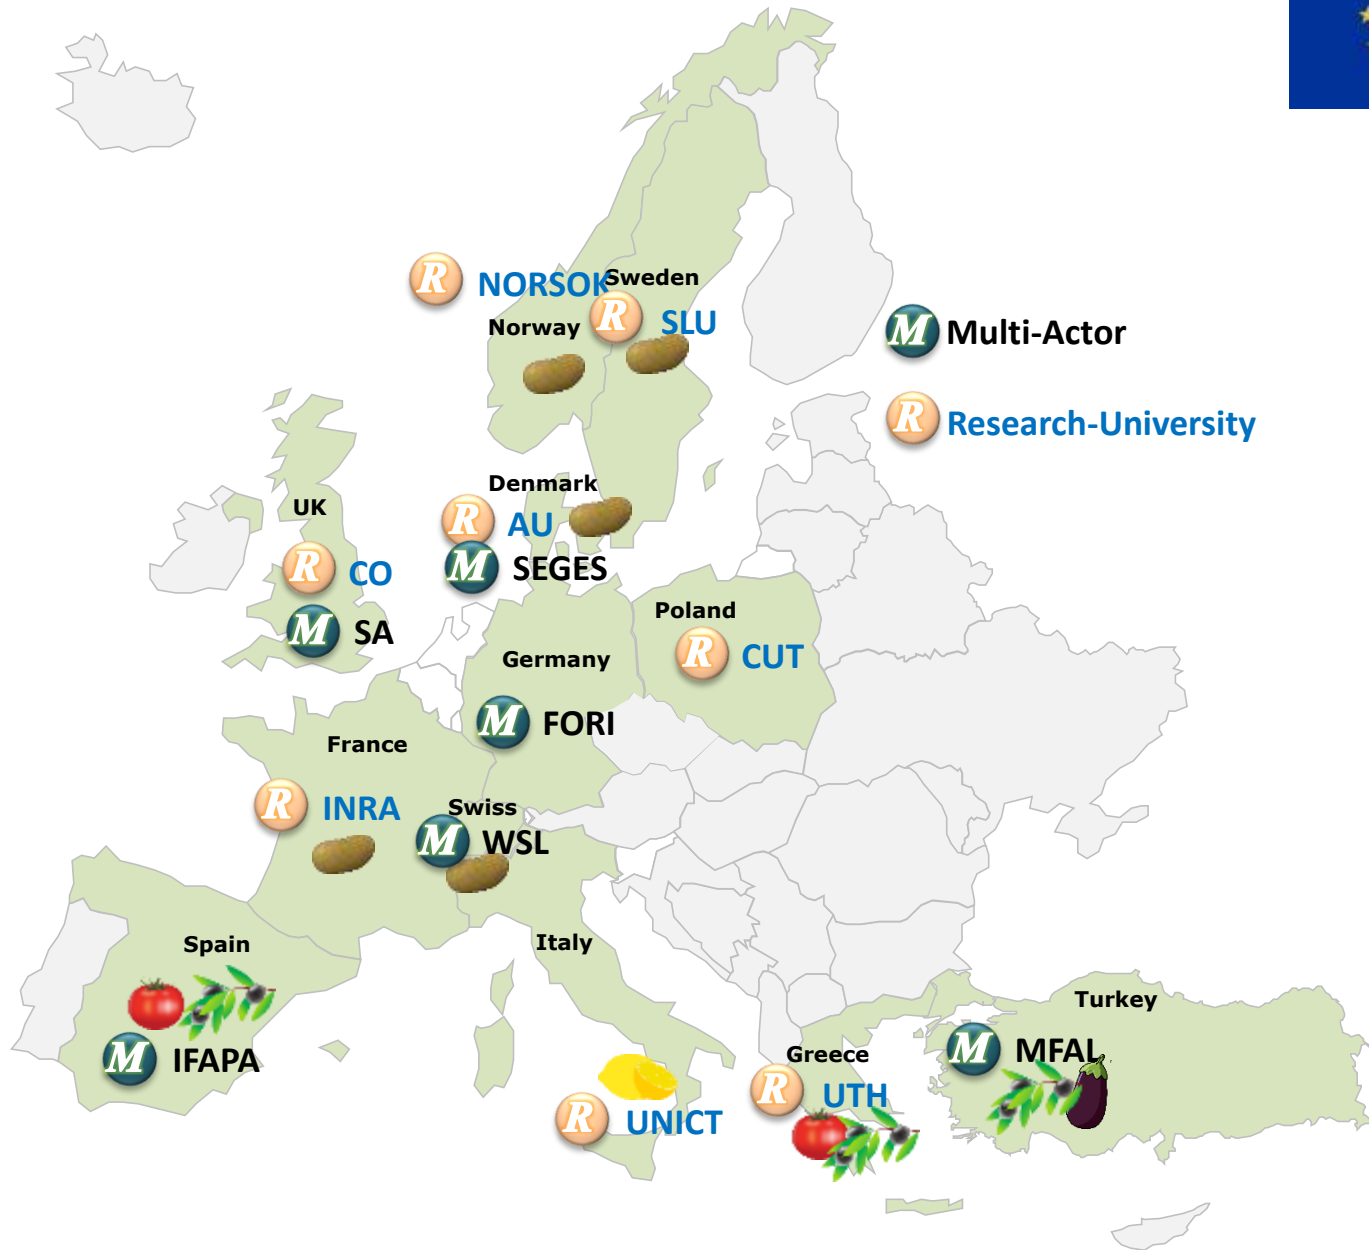 Sweden
R NORSOK
R SLU
Norway
M Multi-Actor
R Research-University
Denmark
R AU
M SEGES
UK
R CO
M SA
Poland
R CUT
Germany
M FORI
France
R INRA
Swiss
M WSL
Italy
Spain
M IFAPA
Turkey
M MFAL
Greece
R UTH
R UNICT